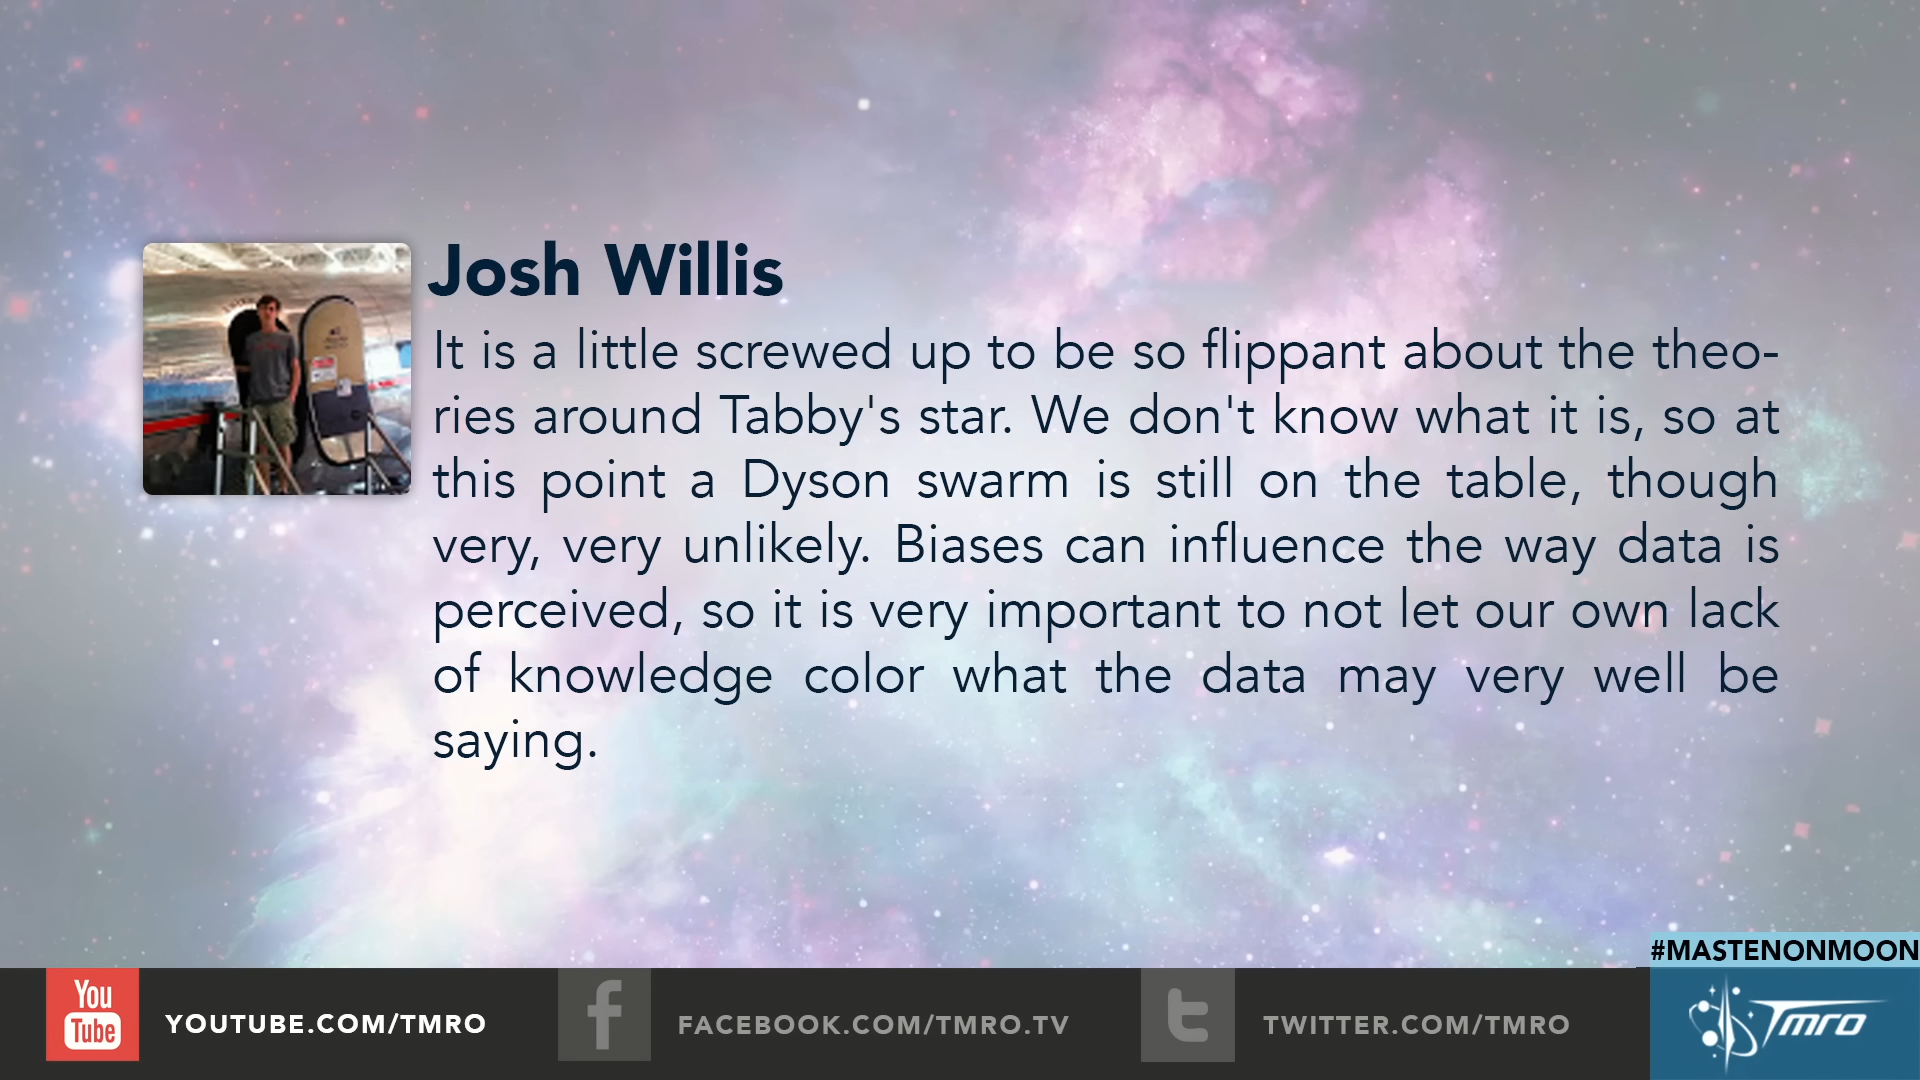 Josh Willis
It is a little screwed up to be so flippant about the theo-
ries around Tabby's star. We don't know what it is, so at
this point a Dyson swarm is still on the table, though
very, very unlikely. Biases can influence the way data is
perceived, so it is very important to not let our own lack
of knowledge color what the data may very well be
saying.
#MASTENONMOON
You
Tube
YOUTUBE.COM/TMRO
f
FACEBOOK.COM/TMRO.TV
t
TWITTER.COM/TMRO
Tmro